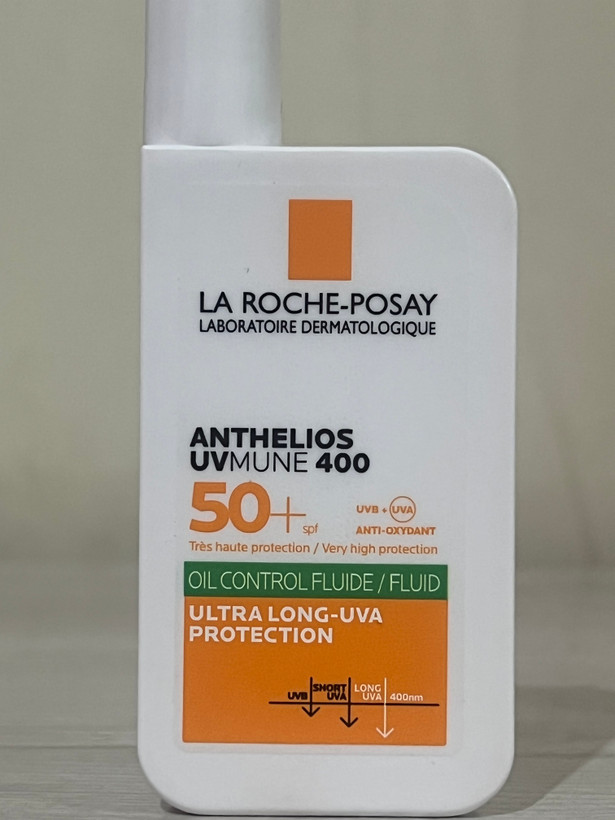 LA ROCHE-POSAY
LABORATOIRE DERMATOLOGIQUE
ANTHELIOS
UVMUNE 400
50+ spf
UVB + UVA
ANTI-OXYDANT
Très haute protection / Very high protection
OIL CONTROL FLUIDE / FLUID
ULTRA LONG-UVA
PROTECTION
UVB
SHORT
UVA
LONG
UVA
400nm